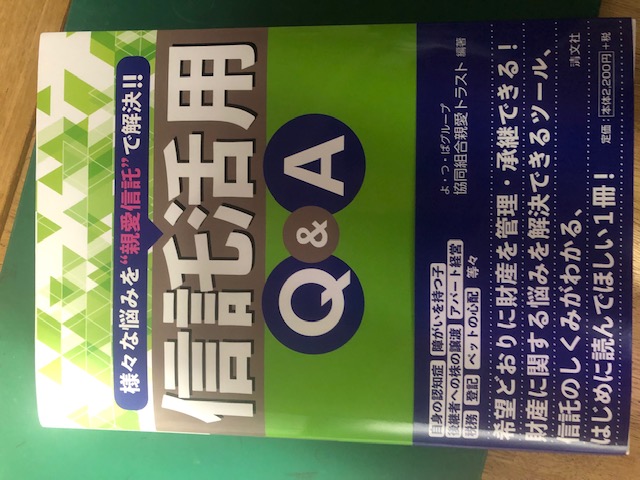 様々な悩みを“親愛信託”で解決!!
信託活用
Q&A
よ・つ・ばグループ
協同組合親愛トラスト 編著
自身の認知症 障がいを持つ子
後継者への株の譲渡 アパート経営
税務 登記 ペットの心配 等々
希望どおりに財産を管理・承継できる!
財産に関する悩みを解決できるツール、
信託のしくみがわかる、
はじめに読んでほしい1冊!
清文社
定価 本体2,200円+税